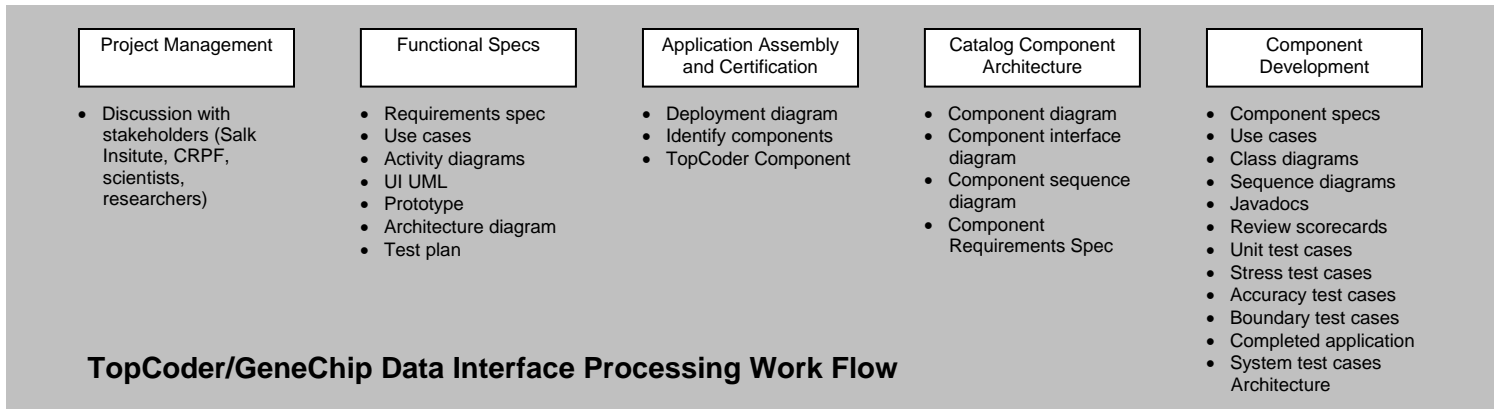 Project Management
• Discussion with
stakeholders (Salk
Insitute, CRPF,
scientists,
researchers)
Functional Specs
• Requirements spec
• Use cases
• Activity diagrams
• UI UML
• Prototype
• Architecture diagram
• Test plan
Application Assembly
and Certification
• Deployment diagram
• Identify components
• TopCoder Component
Catalog Component
Architecture
• Component diagram
• Component interface
diagram
• Component sequence
diagram
• Component
Requirements Spec
Component
Development
• Component specs
• Use cases
• Class diagrams
• Sequence diagrams
• Javadocs
• Review scorecards
• Unit test cases
• Stress test cases
• Accuracy test cases
• Boundary test cases
• Completed application
• System test cases
Architecture
TopCoder/GeneChip Data Interface Processing Work Flow